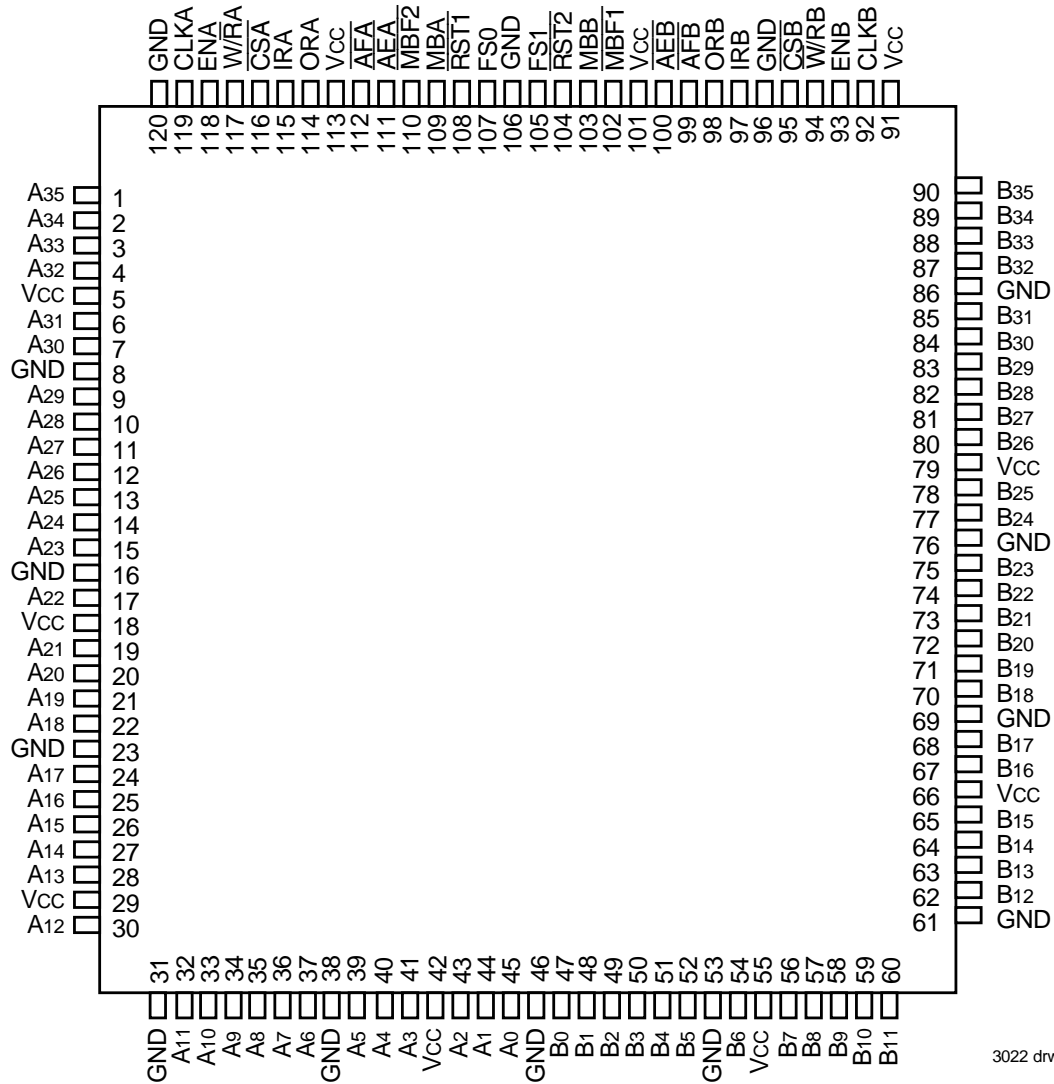 GND CLKA ENA W/RA CSA IRA ORA VCC AFA AEA MBF2 MBA RST1 FS0 GND FS1 RST2 MBB MBF1 VCC AEB AFB ORB IRB GND CSB W/RB ENB CLKB VCC
120 119 118 117 116 115 114 113 112 111 110 109 108 107 106 105 104 103 102 101 100 99 98 97 96 95 94 93 92 91
A35 1 90 B35
A34 2 89 B34
A33 3 88 B33
A32 4 87 B32
VCC 5 86 GND
A31 6 85 B31
A30 7 84 B30
GND 8 83 B29
A29 9 82 B28
A28 10 81 B27
A27 11 80 B26
A26 12 79 VCC
A25 13 78 B25
A24 14 77 B24
A23 15 76 GND
GND 16 75 B23
A22 17 74 B22
VCC 18 73 B21
A21 19 72 B20
A20 20 71 B19
A19 21 70 B18
A18 22 69 GND
GND 23 68 B17
A17 24 67 B16
A16 25 66 VCC
A15 26 65 B15
A14 27 64 B14
A13 28 63 B13
VCC 29 62 B12
A12 30 61 GND
31 32 33 34 35 36 37 38 39 40 41 42 43 44 45 46 47 48 49 50 51 52 53 54 55 56 57 58 59 60
GND A11 A10 A9 A8 A7 A6 GND A5 A4 A3 VCC A2 A1 A0 GND B0 B1 B2 B3 B4 B5 GND B6 VCC B7 B8 B9 B10 B11
3022